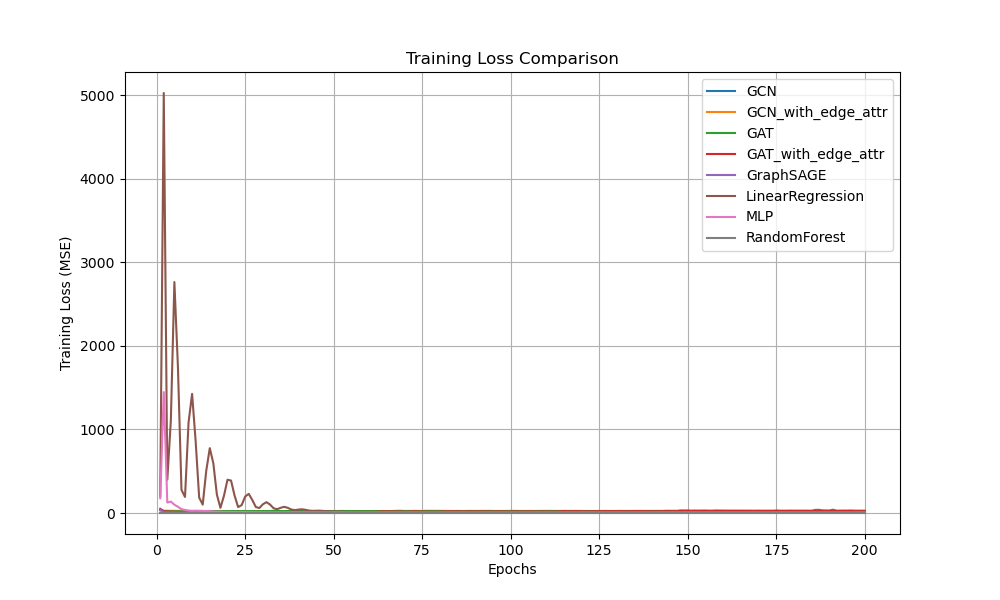 Training Loss Comparison
GCN
GCN_with_edge_attr
GAT
GAT_with_edge_attr
GraphSAGE
LinearRegression
MLP
RandomForest
Training Loss (MSE)
5000
4000
3000
2000
1000
0
0 25 50 75 100 125 150 175 200
Epochs